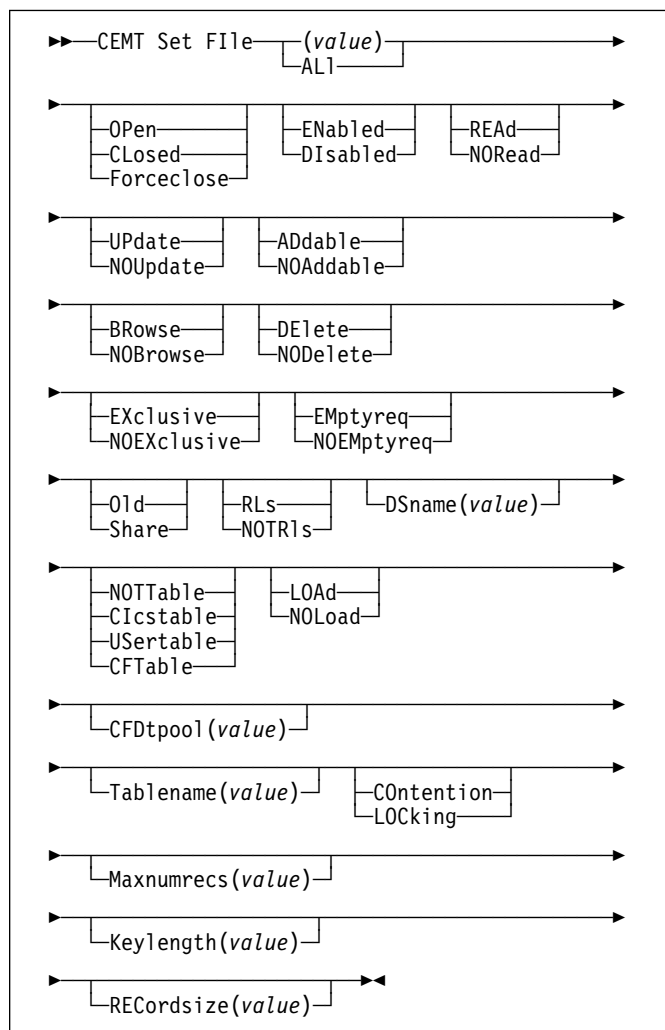 CEMT Set FIle (value)
ALl
OPen ENabled REAd
CLosed DIsabled NORead
Forceclose
UPdate ADdable
NOUpdate NOAddable
BRowse DElete
NOBrowse NODelete
EXclusive EMptyreq
NOEXclusive NOEMptyreq
Old RLs DSname(value)
Share NOTRls
NOTTable LOAd
CIcstable NOLoad
USertable
CFTable
CFDtpool(value)
Tablename(value) COntention
LOCking
Maxnumrecs(value)
Keylength(value)
RECordsize(value)